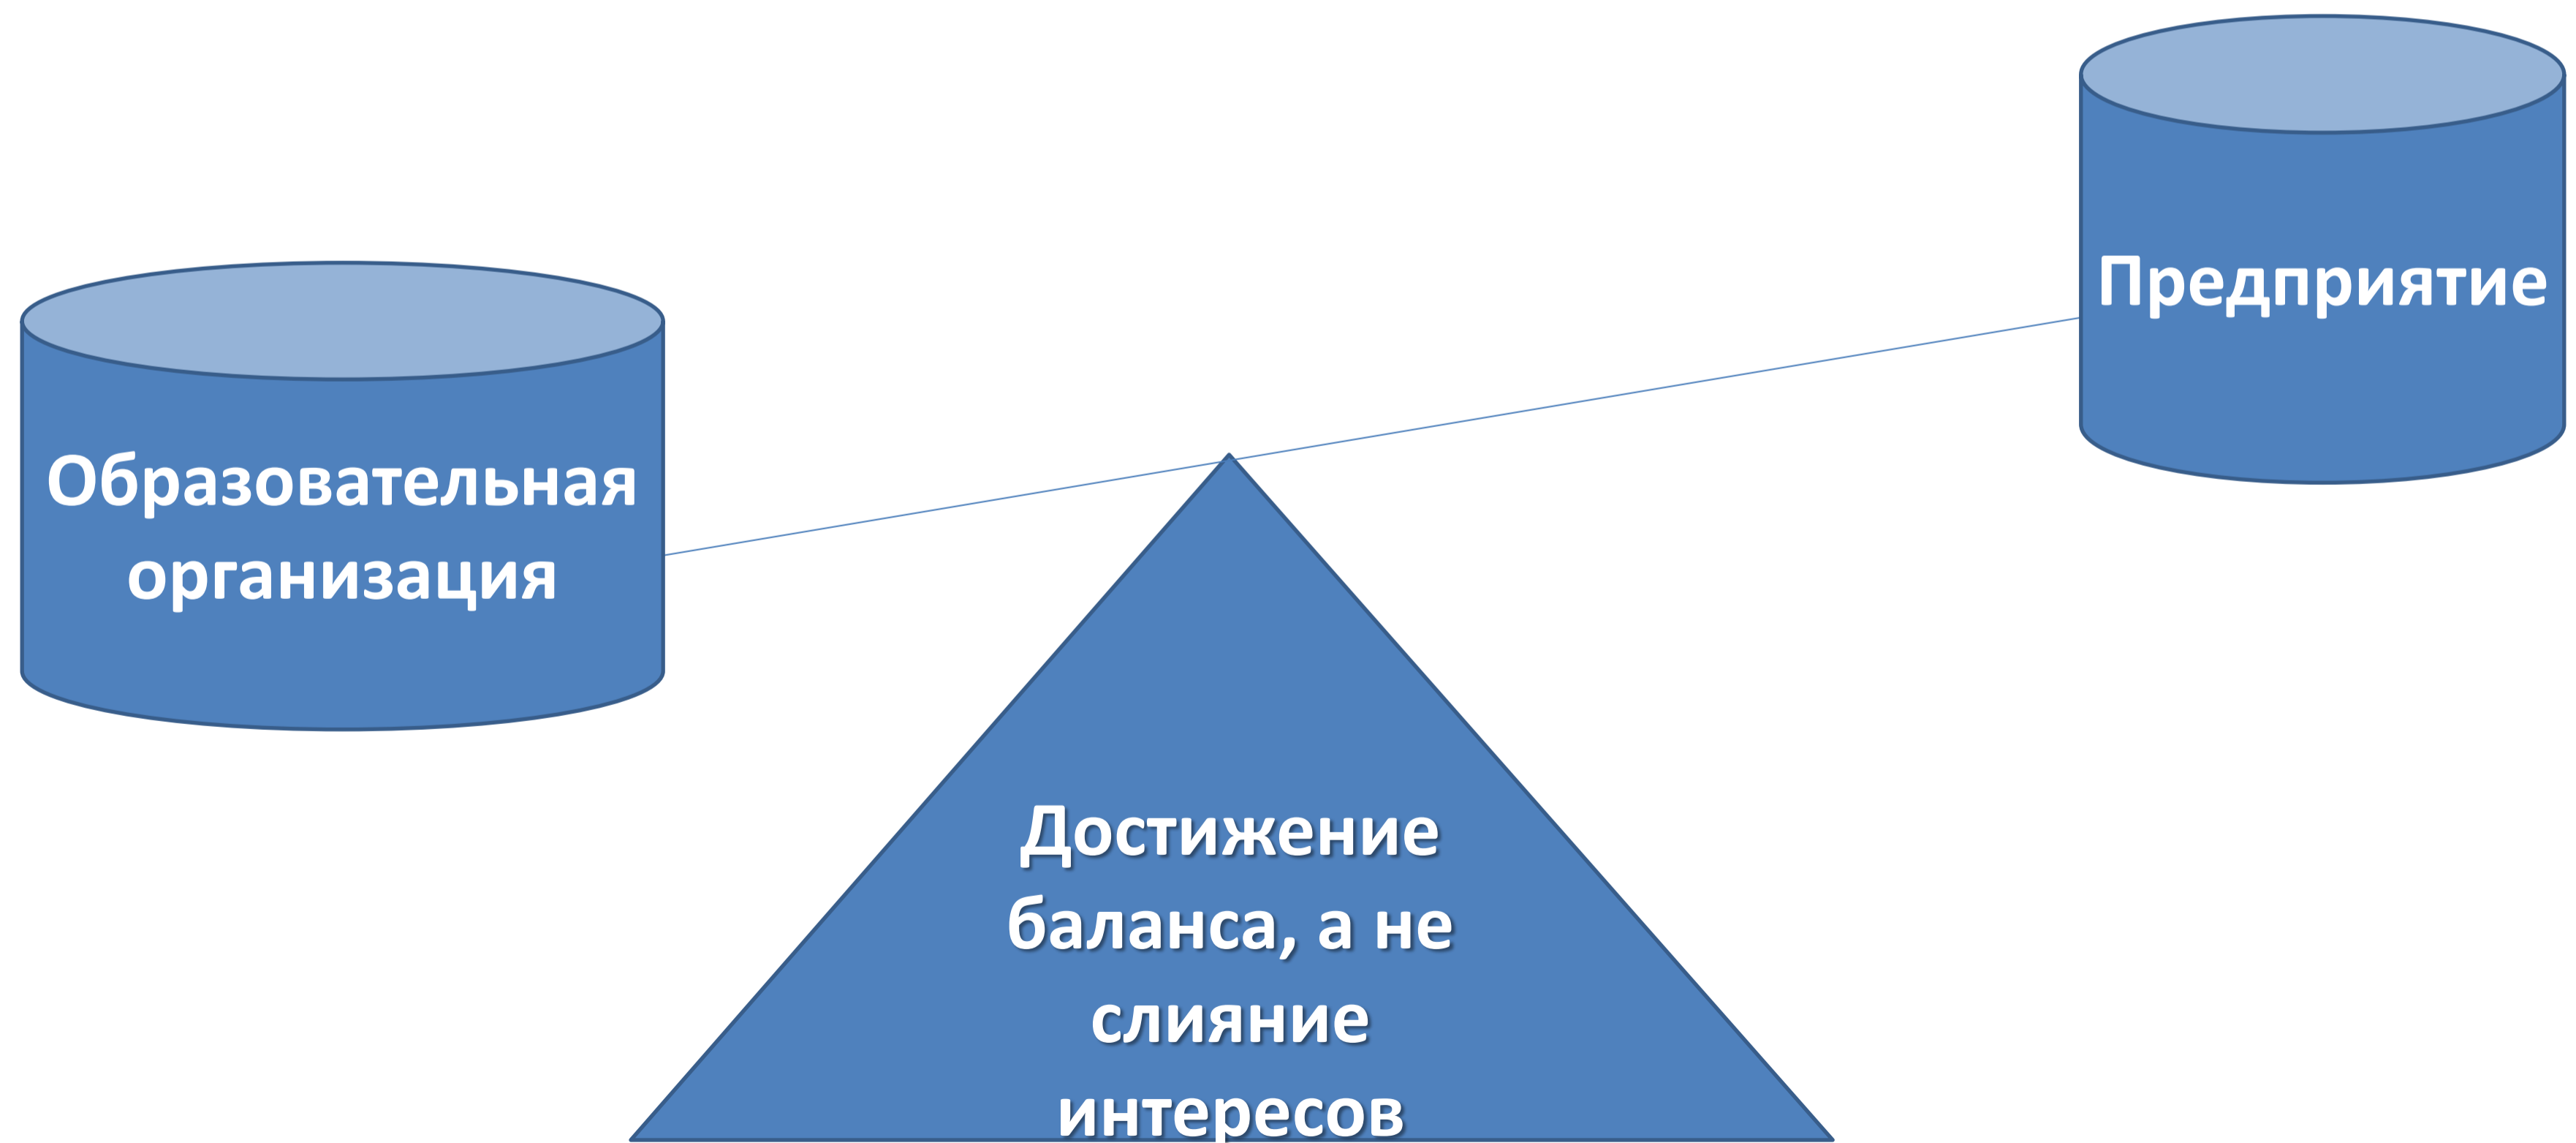 Предприятие
Образовательная
организация
Достижение
баланса, а не
слияние
интересов